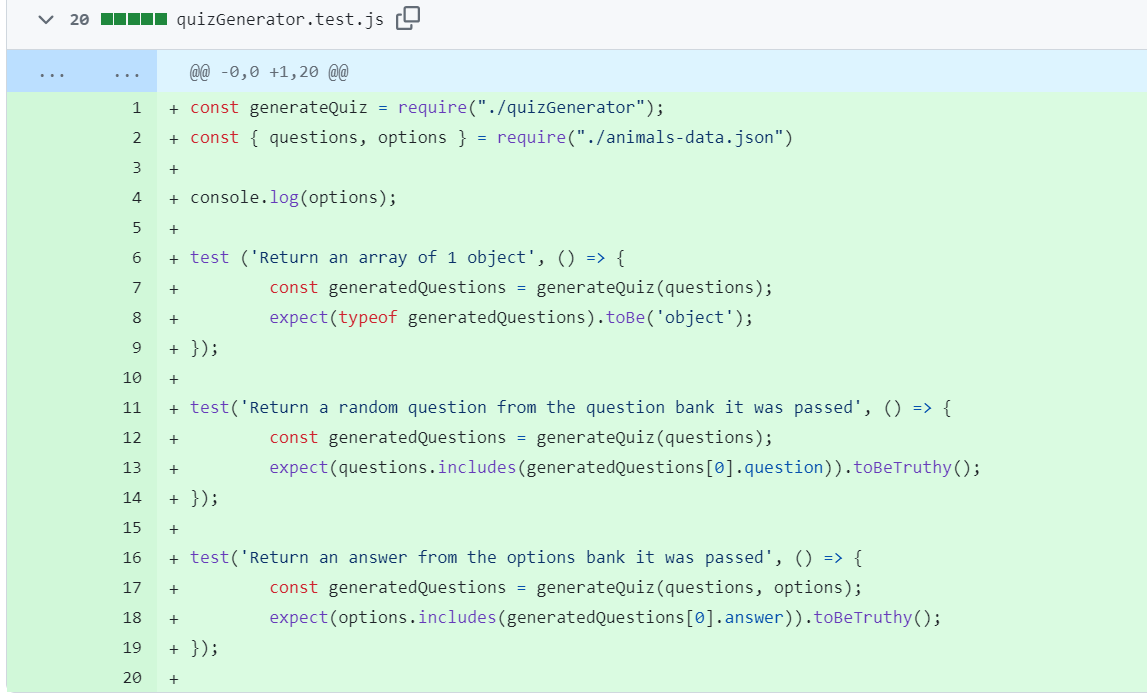 20 quizGenerator.test.js
... ... @@ -0,0 +1,20 @@
1 + const generateQuiz = require("./quizGenerator");
2 + const { questions, options } = require("./animals-data.json")
3 +
4 + console.log(options);
5 +
6 + test ('Return an array of 1 object', () => {
7 +         const generatedQuestions = generateQuiz(questions);
8 +         expect(typeof generatedQuestions).toBe('object');
9 + });
10 +
11 + test('Return a random question from the question bank it was passed', () => {
12 +         const generatedQuestions = generateQuiz(questions);
13 +         expect(questions.includes(generatedQuestions[0].question)).toBeTruthy();
14 + });
15 +
16 + test('Return an answer from the options bank it was passed', () => {
17 +         const generatedQuestions = generateQuiz(questions, options);
18 +         expect(options.includes(generatedQuestions[0].answer)).toBeTruthy();
19 + });
20 +